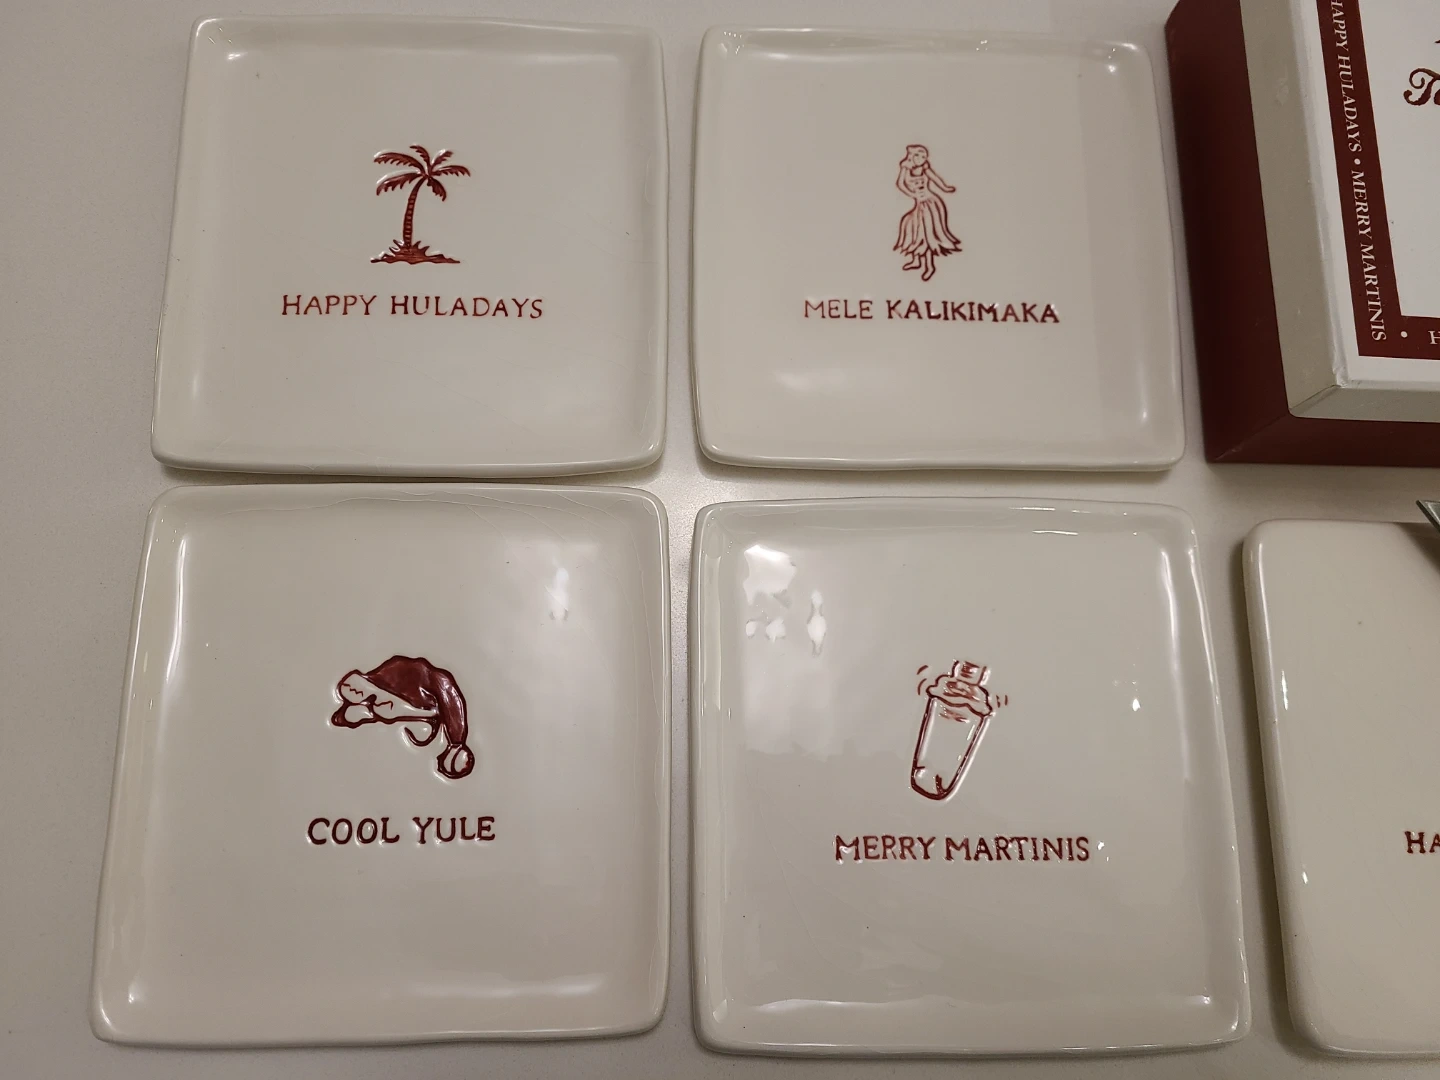 HAPPY HULADAYS
MELE KALIKIMAKA
HAPPY HULADAYS • MERRY MARTINIS •
COOL YULE
MERRY MARTINIS